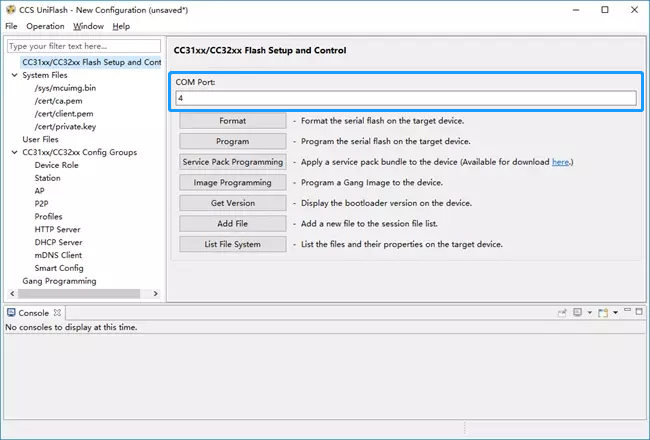 CCS UniFlash - New Configuration (unsaved*)
File Operation Window Help
Type your filter text here...
CC31xx/CC32xx Flash Setup and Cont
System Files
/sys/mcuimg.bin
/cert/ca.pem
/cert/client.pem
/cert/private.key
User Files
CC31xx/CC32xx Config Groups
Device Role
Station
AP
P2P
Profiles
HTTP Server
DHCP Server
mDNS Client
Smart Config
Gang Programming
CC31xx/CC32xx Flash Setup and Control
COM Port:
4
Format - Format the serial flash on the target device.
Program - Program the serial flash on the target device.
Service Pack Programming - Apply a service pack bundle to the device (Available for download here.)
Image Programming - Program a Gang Image to the device.
Get Version - Display the bootloader version on the device.
Add File - Add a new file to the session file list.
List File System - List the files and their properties on the target device.
Console
No consoles to display at this time.